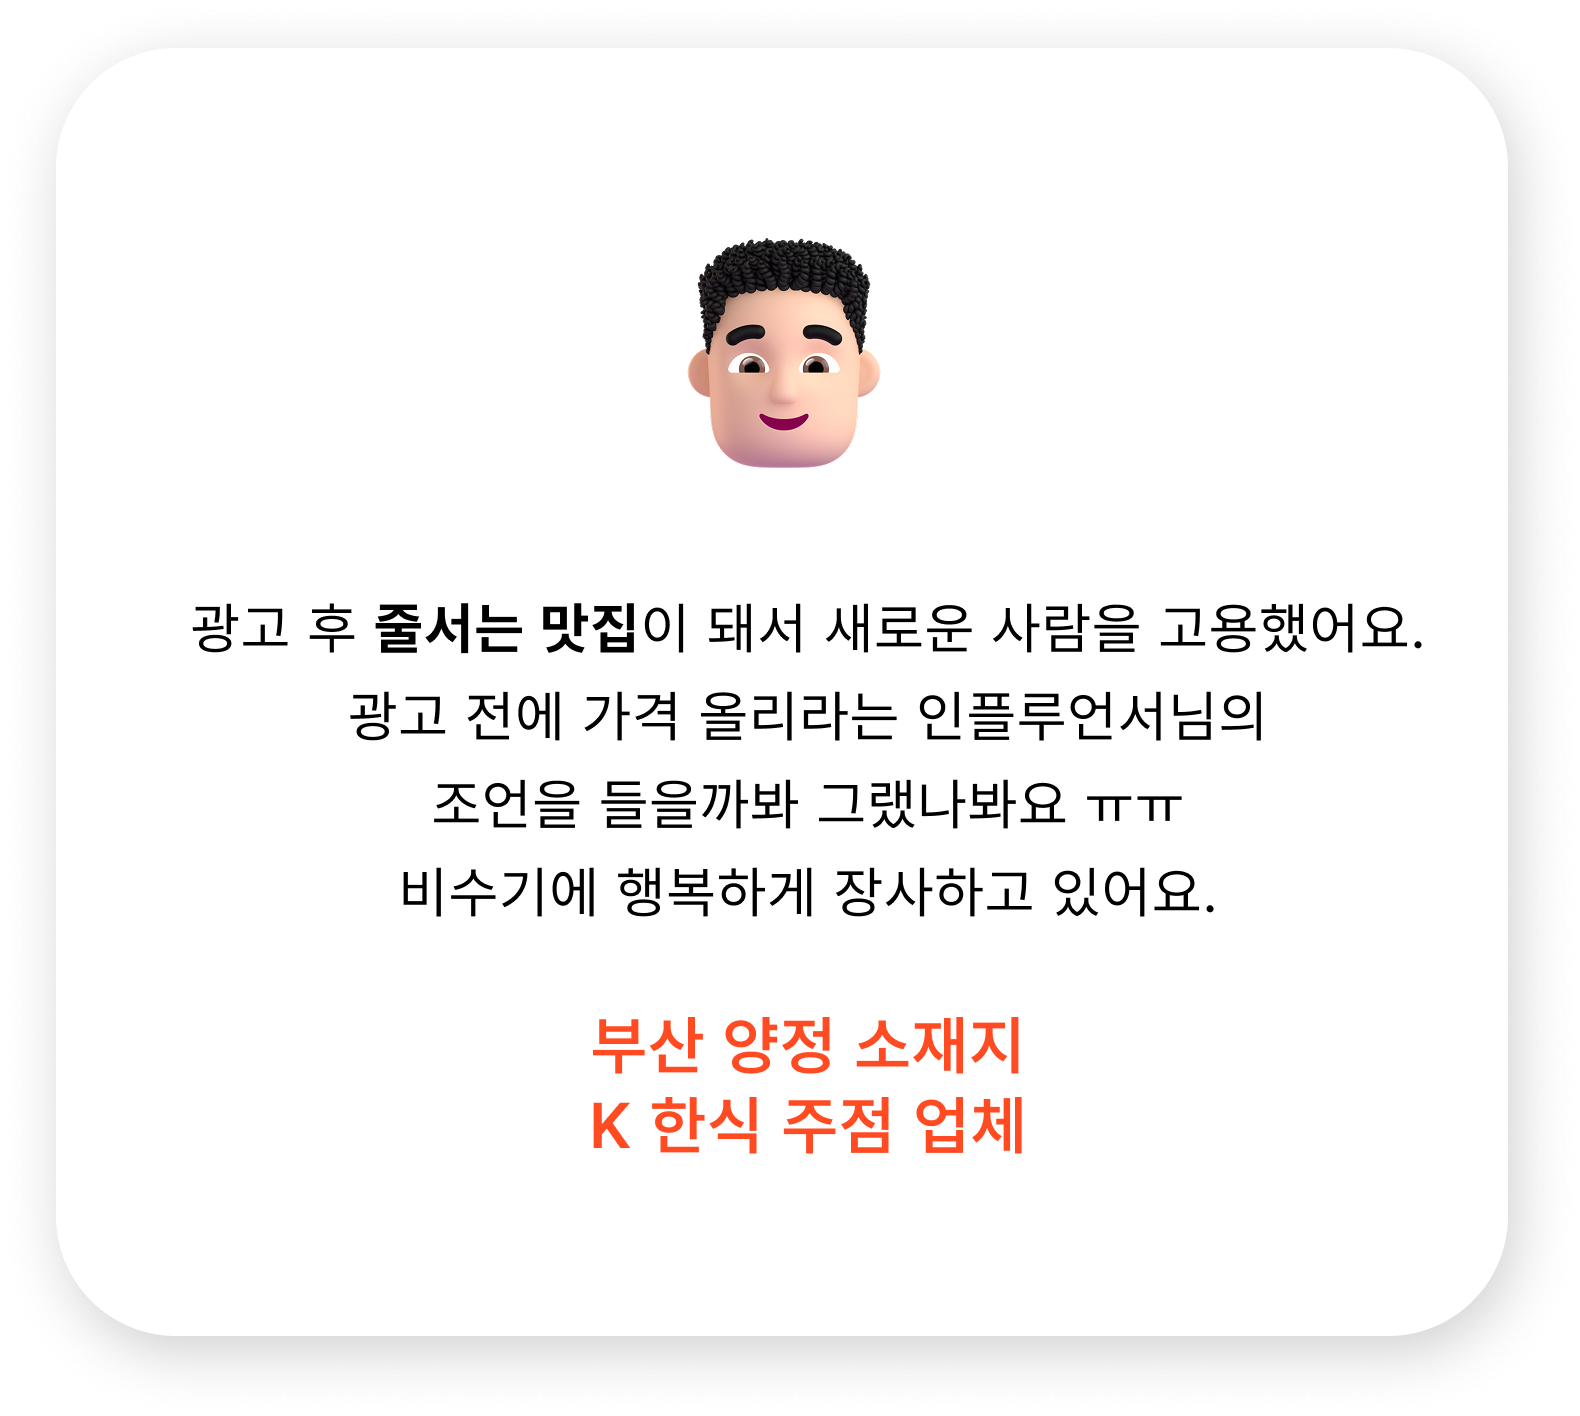 광고 후 줄서는 맛집이 돼서 새로운 사람을 고용했어요.
광고 전에 가격 올리라는 인플루언서님의
조언을 들을까봐 그랬나봐요 ㅠㅠ
비수기에 행복하게 장사하고 있어요.
부산 양정 소재지
K 한식 주점 업체